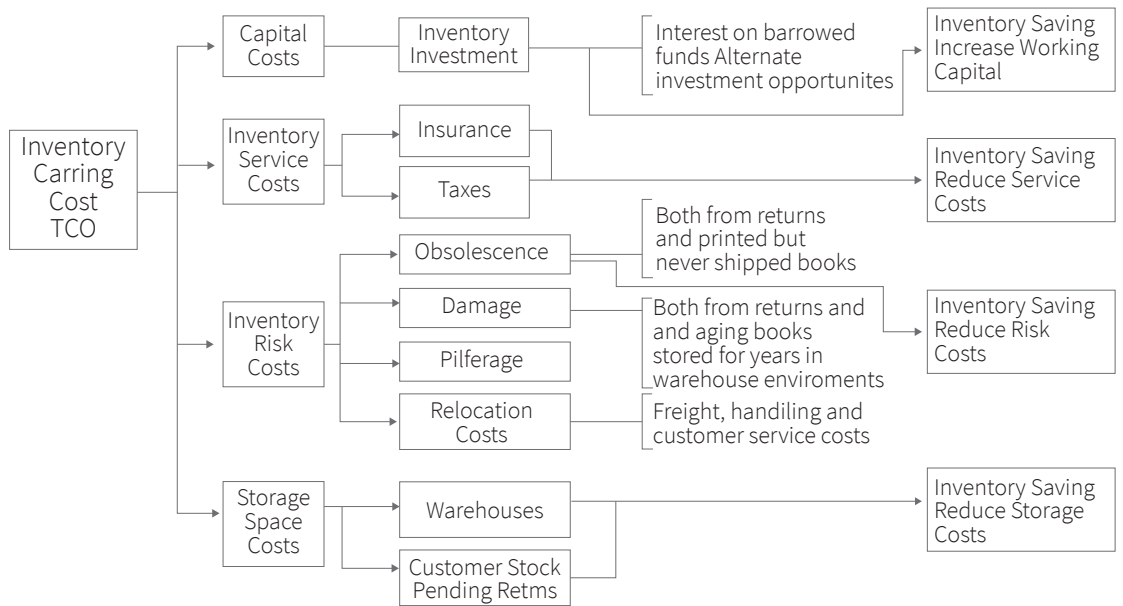 Inventory
Carring
Cost
TCO
Capital
Costs
Inventory
Investment
Interest on barrowed
funds Alternate
investment opportunites
Inventory Saving
Increase Working
Capital
Inventory
Service
Costs
Insurance
Taxes
Inventory Saving
Reduce Service
Costs
Inventory
Risk
Costs
Obsolescence
Both from returns
and printed but
never shipped books
Damage
Both from returns and
and aging books
stored for years in
warehouse enviroments
Pilferage
Relocation
Costs
Freight, handiling and
customer service costs
Inventory Saving
Reduce Risk
Costs
Storage
Space
Costs
Warehouses
Customer Stock
Pending Retms
Inventory Saving
Reduce Storage
Costs